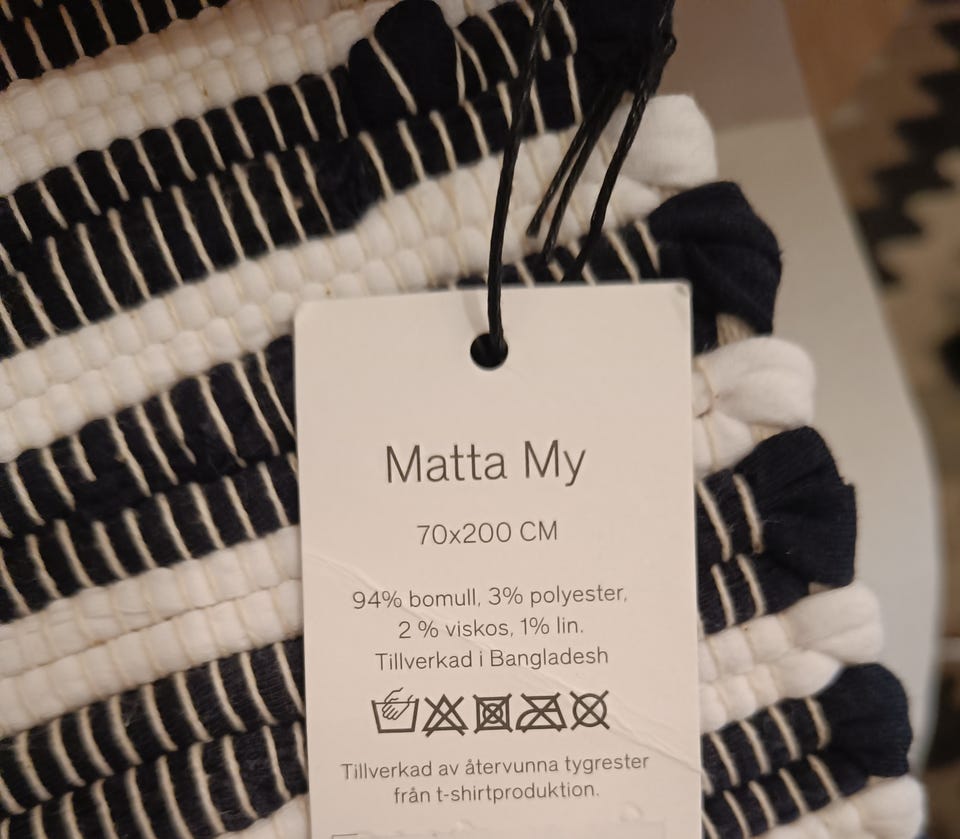 Matta My
70x200 CM
94% bomull, 3% polyester,
2 % viskos, 1% lin.
Tillverkad i Bangladesh
Tillverkad av återvunna tygrester
från t-shirtproduktion.